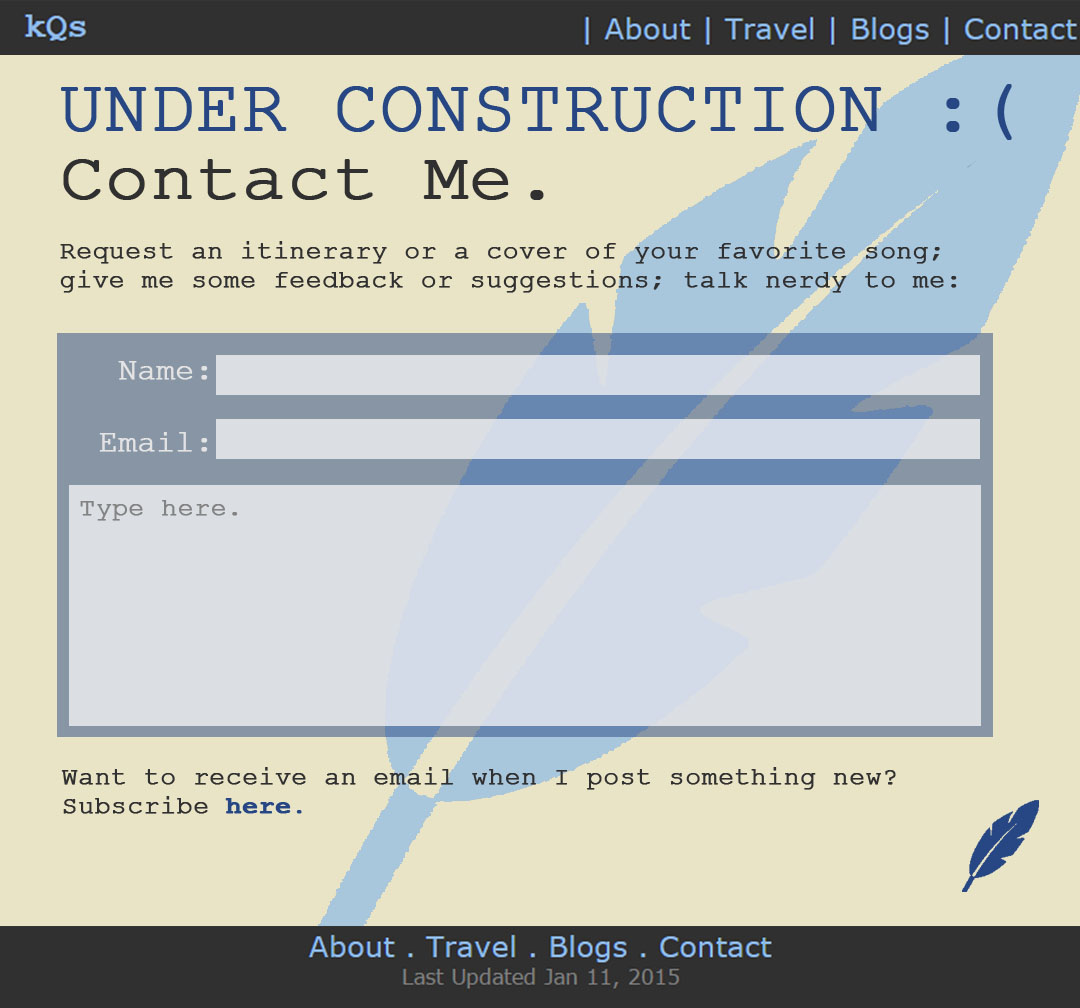 kQs
| About | Travel | Blogs | Contact
UNDER CONSTRUCTION :(
Contact Me.
Request an itinerary or a cover of your favorite song;
give me some feedback or suggestions; talk nerdy to me:
Name:
Email:
Type here.
Want to receive an email when I post something new?
Subscribe here.
About . Travel . Blogs . Contact
Last Updated Jan 11, 2015